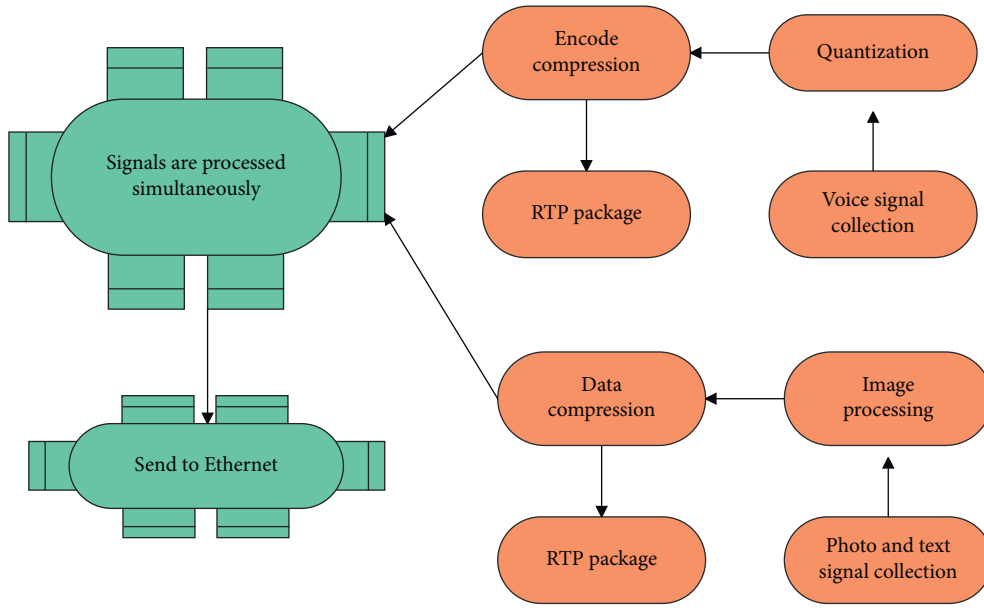 Encode
compression
Quantization
Signals are processed
simultaneously
RTP package
Voice signal
collection
Data
compression
Image
processing
Send to Ethernet
RTP package
Photo and text
signal collection